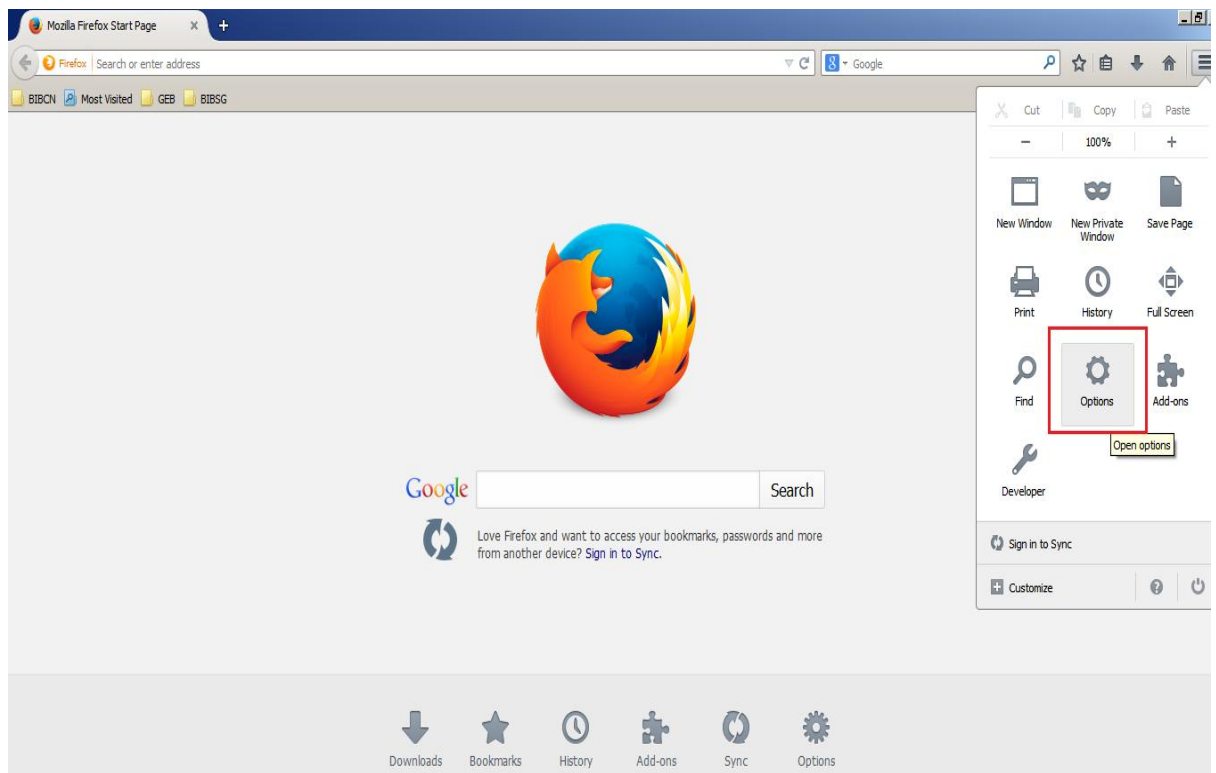 Mozilla Firefox Start Page
Firefox Search or enter address
Google
BIBCN Most Visited GEB BIBSG
Cut Copy Paste
100%
New Window New Private Window Save Page
Print History Full Screen
Find Options Add-ons
Open options
Developer
Google Search
Love Firefox and want to access your bookmarks, passwords and more
from another device? Sign in to Sync.
Sign in to Sync
Customize
Downloads Bookmarks History Add-ons Sync Options